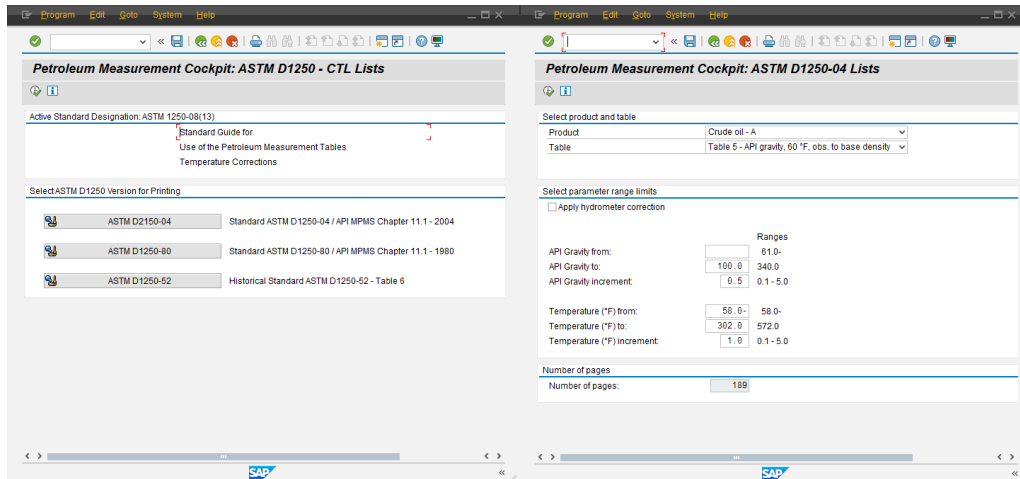 Program Edit Goto System Help
Petroleum Measurement Cockpit: ASTM D1250 - CTL Lists
Active Standard Designation: ASTM 1250-08(13)
Standard Guide for
Use of the Petroleum Measurement Tables
Temperature Corrections
Select ASTM D1250 Version for Printing
ASTM D2150-04 Standard ASTM D1250-04 / API MPMS Chapter 11.1 - 2004
ASTM D1250-80 Standard ASTM D1250-80 / API MPMS Chapter 11.1 - 1980
ASTM D1250-52 Historical Standard ASTM D1250-52 - Table 6
SAP
Program Edit Goto System Help
Petroleum Measurement Cockpit: ASTM D1250-04 Lists
Select product and table
Product Crude oil - A
Table Table 5 - API gravity, 60 °F, obs. to base density
Select parameter range limits
Apply hydrometer correction
Ranges
API Gravity from: 61.0-
API Gravity to: 100.0 340.0
API Gravity increment: 0.5 0.1 - 5.0
Temperature (°F) from: 58.0- 58.0-
Temperature (°F) to: 302.0 572.0
Temperature (°F) increment: 1.0 0.1 - 5.0
Number of pages
Number of pages: 189
SAP